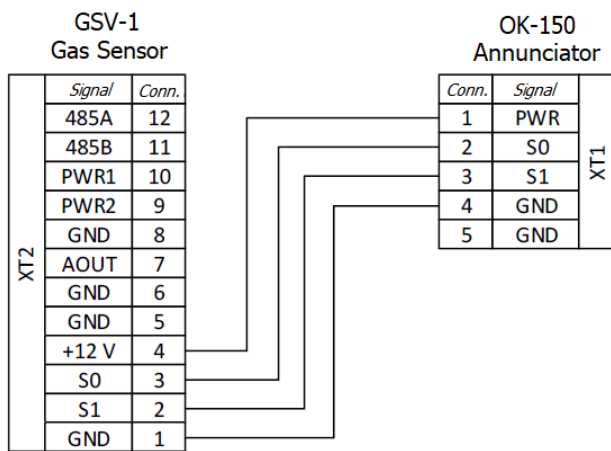 GSV-1
Gas Sensor
XT2
Signal Conn.
485A 12
485B 11
PWR1 10
PWR2 9
GND 8
AOUT 7
GND 6
GND 5
+12 V 4
S0 3
S1 2
GND 1
OK-150
Annunciator
Conn. Signal
1 PWR
2 S0
3 S1
4 GND
5 GND
XT1